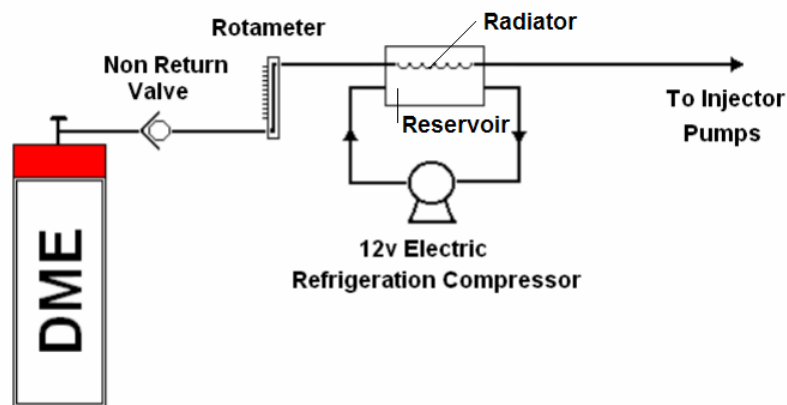 Radiator
Rotameter
Non Return
Valve
To Injector
Pumps
Reservoir
DME
12v Electric
Refrigeration Compressor